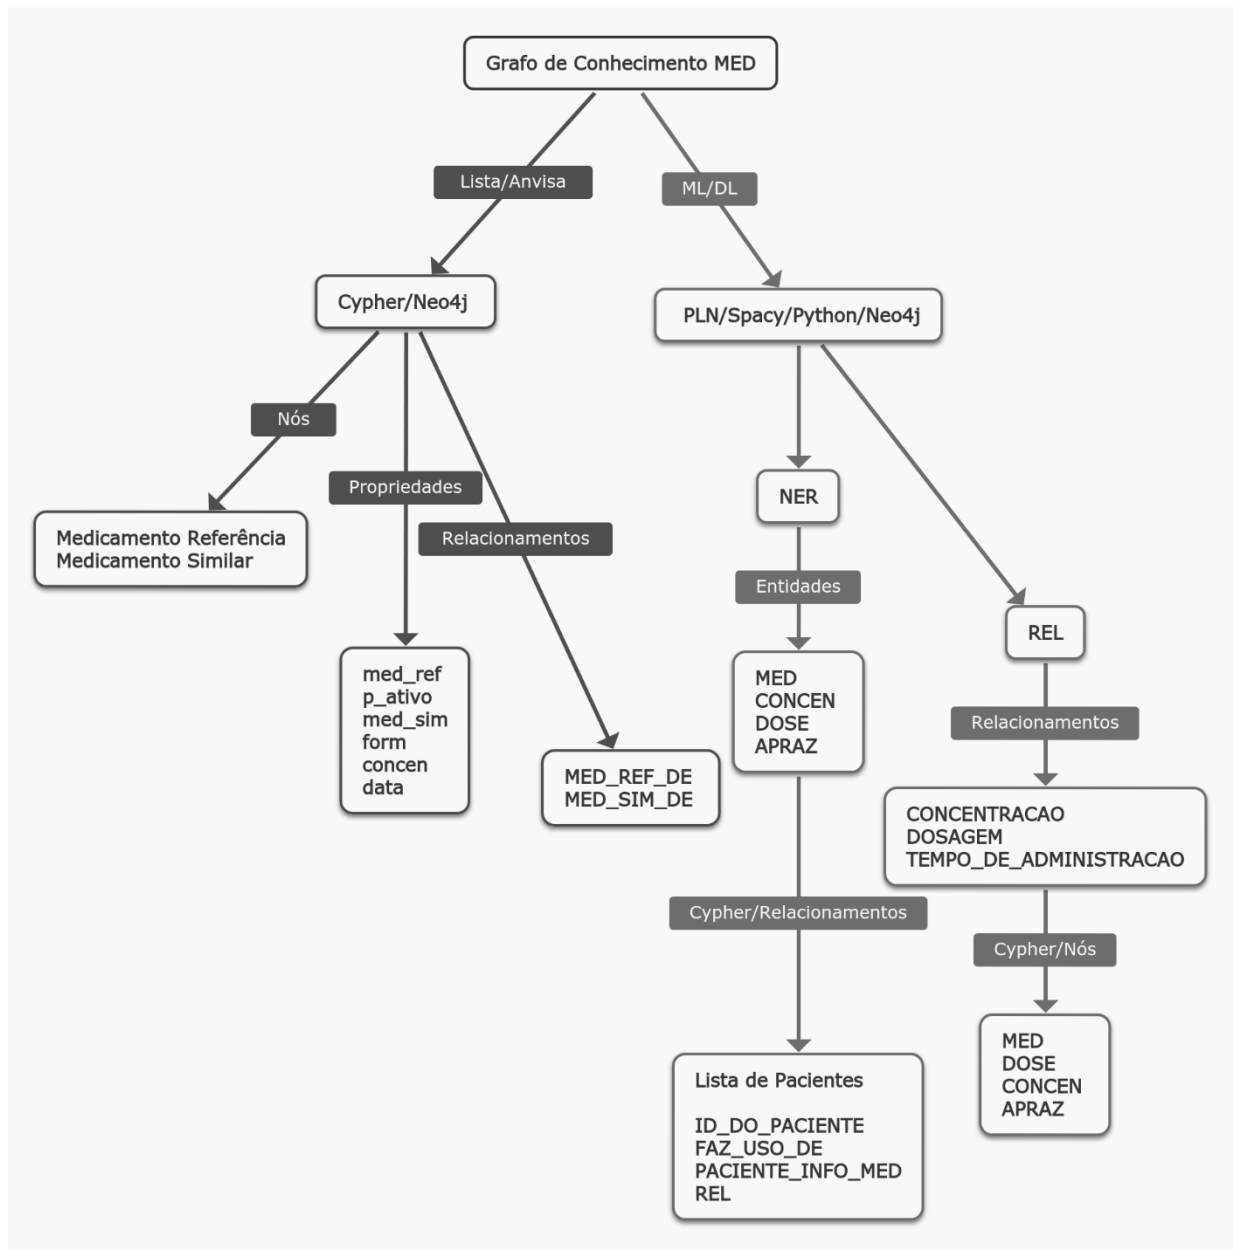 Grafo de Conhecimento MED
Lista/Anvisa
ML/DL
Cypher/Neo4j
PLN/Spacy/Python/Neo4j
Nós
Propriedades
Relacionamentos
Medicamento Referência
Medicamento Similar
med_ref
p_ativo
med_sim
form
concen
data
MED_REF_DE
MED_SIM_DE
NER
Entidades
MED
CONCEN
DOSE
APRAZ
Cypher/Relacionamentos
Lista de Pacientes
ID_DO_PACIENTE
FAZ_USO_DE
PACIENTE_INFO_MED
REL
REL
Relacionamentos
CONCENTRACAO
DOSAGEM
TEMPO_DE_ADMINISTRACAO
Cypher/Nós
MED
DOSE
CONCEN
APRAZ